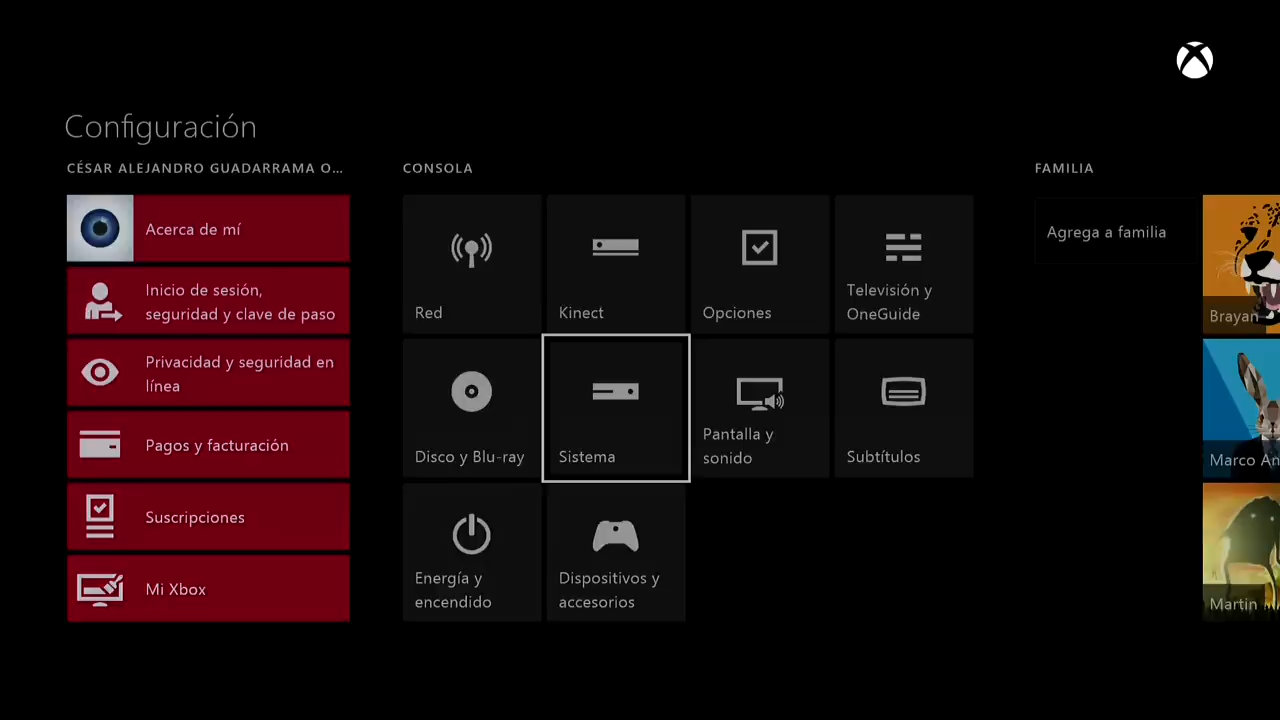 Configuración
CÉSAR ALEJANDRO GUADARRAMA O...
Acerca de mí
Inicio de sesión,
seguridad y clave de paso
Privacidad y seguridad en
línea
Pagos y facturación
Suscripciones
Mi Xbox
CONSOLA
Red
Kinect
Opciones
Televisión y
OneGuide
Disco y Blu-ray
Sistema
Pantalla y
sonido
Subtítulos
Energía y
encendido
Dispositivos y
accesorios
FAMILIA
Agrega a familia
Brayan
Marco An
Martin